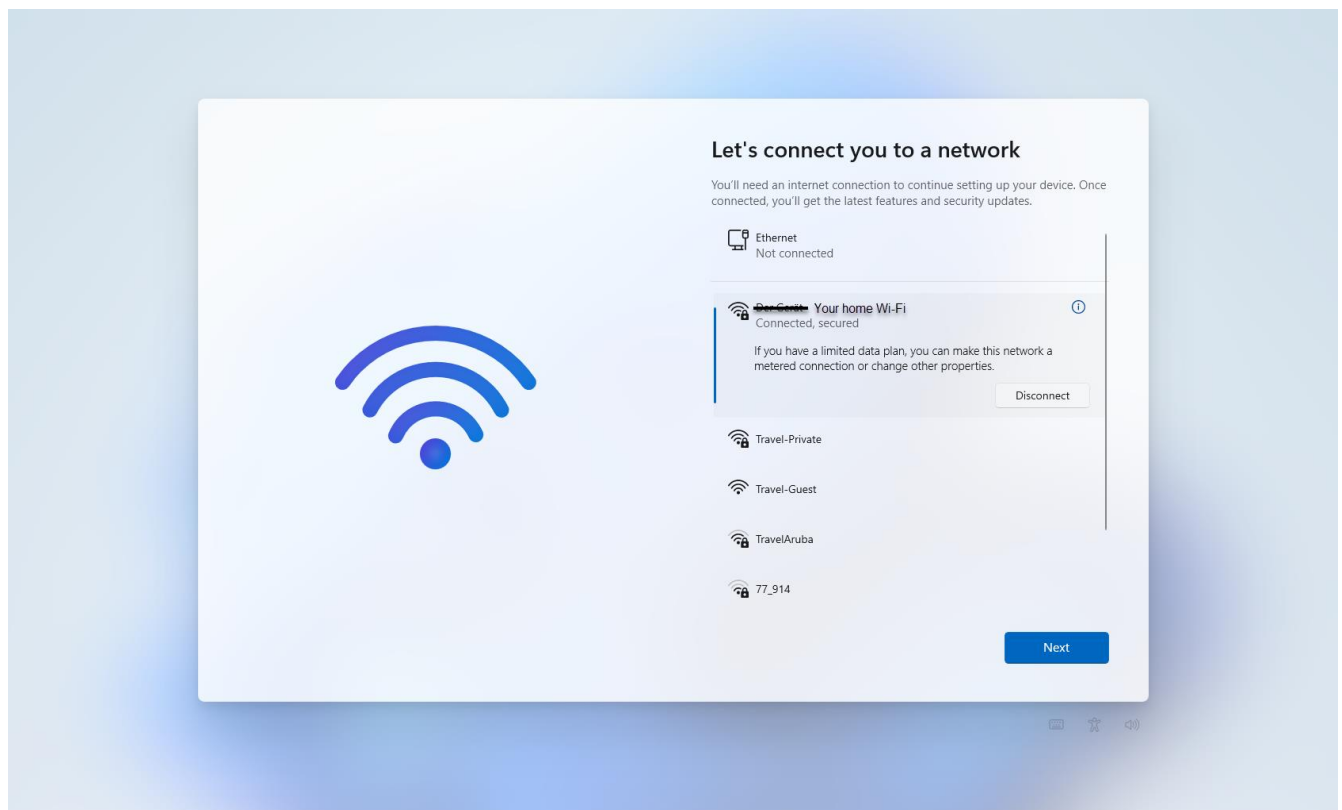 Let's connect you to a network
You'll need an internet connection to continue setting up your device. Once
connected, you'll get the latest features and security updates.
Ethernet
Not connected
Your home Wi-Fi
Connected, secured
If you have a limited data plan, you can make this network a
metered connection or change other properties.
Disconnect
Travel-Private
Travel-Guest
TravelAruba
77_914
Next